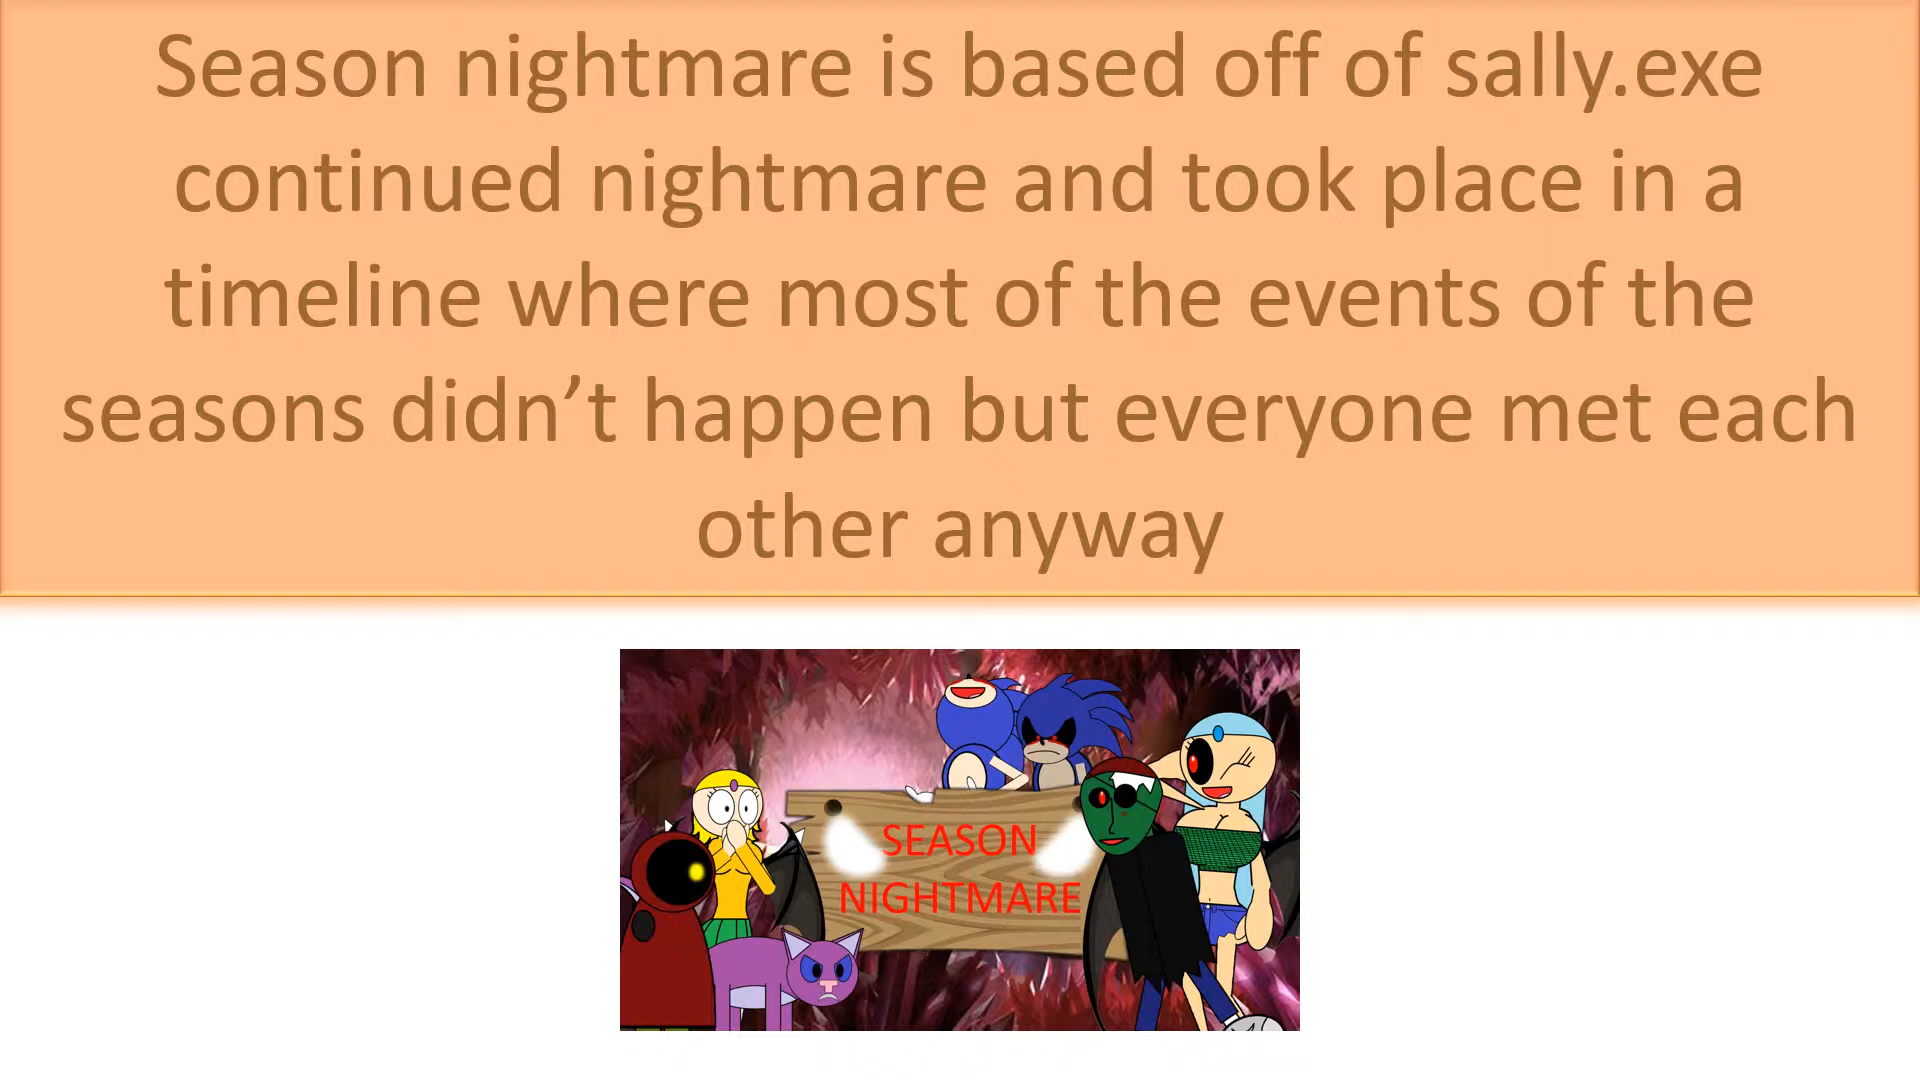 Season nightmare is based off of sally.exe
continued nightmare and took place in a
timeline where most of the events of the
seasons didn’t happen but everyone met each
other anyway
SEASON
NIGHTMARE